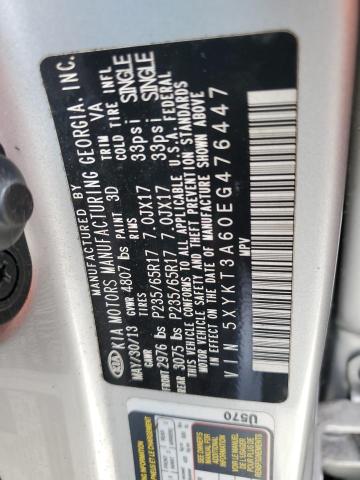 MANUFACTURED BY
KIA MOTORS MANUFACTURING GEORGIA. INC.
MAY/30/13 GVWR 4807 lbs PAINT 3D TRIM VA
GAWR TIRES RIMS COLD TIRE INFL
FRONT 2976 lbs P235/65R17 7.0JX17 33psi SINGLE
REAR 3075 lbs P235/65R17 7.0JX17 33psi SINGLE
THIS VEHICLE CONFORMS TO ALL APPLICABLE U.S.A. FEDERAL
MOTOR VEHICLE SAFETY BUMPER AND THEFT PREVENTION STANDARDS
IN EFFECT ON THE DATE OF MANUFACTURE SHOWN ABOVE
VIN 5XYKT3A60EG476447
MPV
U570